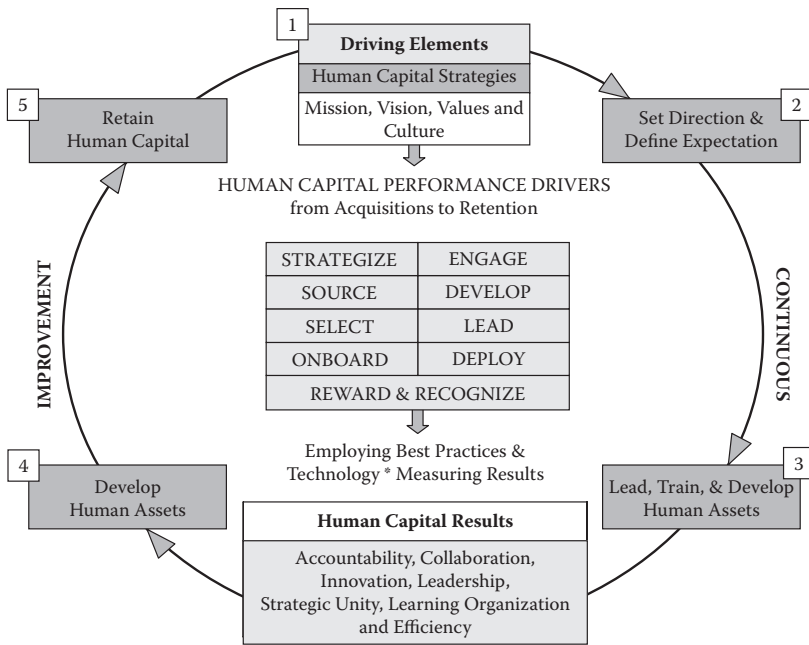 1
Driving Elements
Human Capital Strategies
Mission, Vision, Values and
Culture
5
Retain
Human Capital
2
Set Direction &
Define Expectation
HUMAN CAPITAL PERFORMANCE DRIVERS
from Acquisitions to Retention
IMPROVEMENT
CONTINUOUS
STRATEGIZE
ENGAGE
SOURCE
DEVELOP
SELECT
LEAD
ONBOARD
DEPLOY
REWARD & RECOGNIZE
Employing Best Practices &
Technology * Measuring Results
4
Develop
Human Assets
3
Lead, Train, & Develop
Human Assets
Human Capital Results
Accountability, Collaboration,
Innovation, Leadership,
Strategic Unity, Learning Organization
and Efficiency